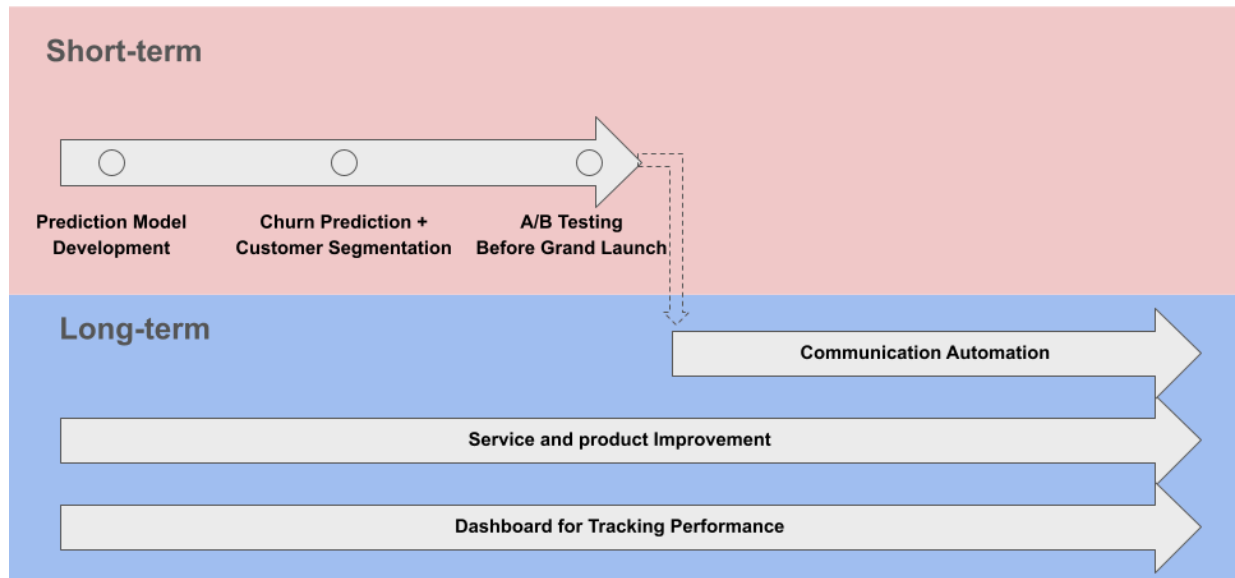 Short-term
Prediction Model
Development
Churn Prediction +
Customer Segmentation
A/B Testing
Before Grand Launch
Long-term
Communication Automation
Service and product Improvement
Dashboard for Tracking Performance